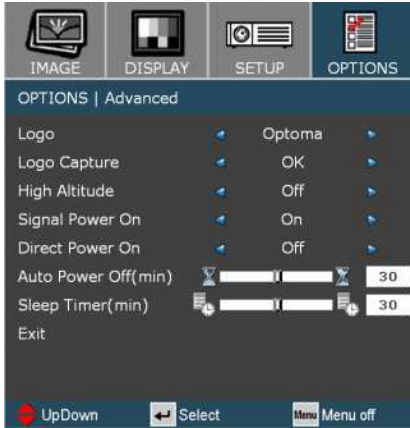 IMAGE DISPLAY SETUP OPTIONS
OPTIONS | Advanced
Logo Optoma
Logo Capture OK
High Altitude Off
Signal Power On On
Direct Power On Off
Auto Power Off(min) 30
Sleep Timer(min) 30
Exit
UpDown Select Menu Menu off